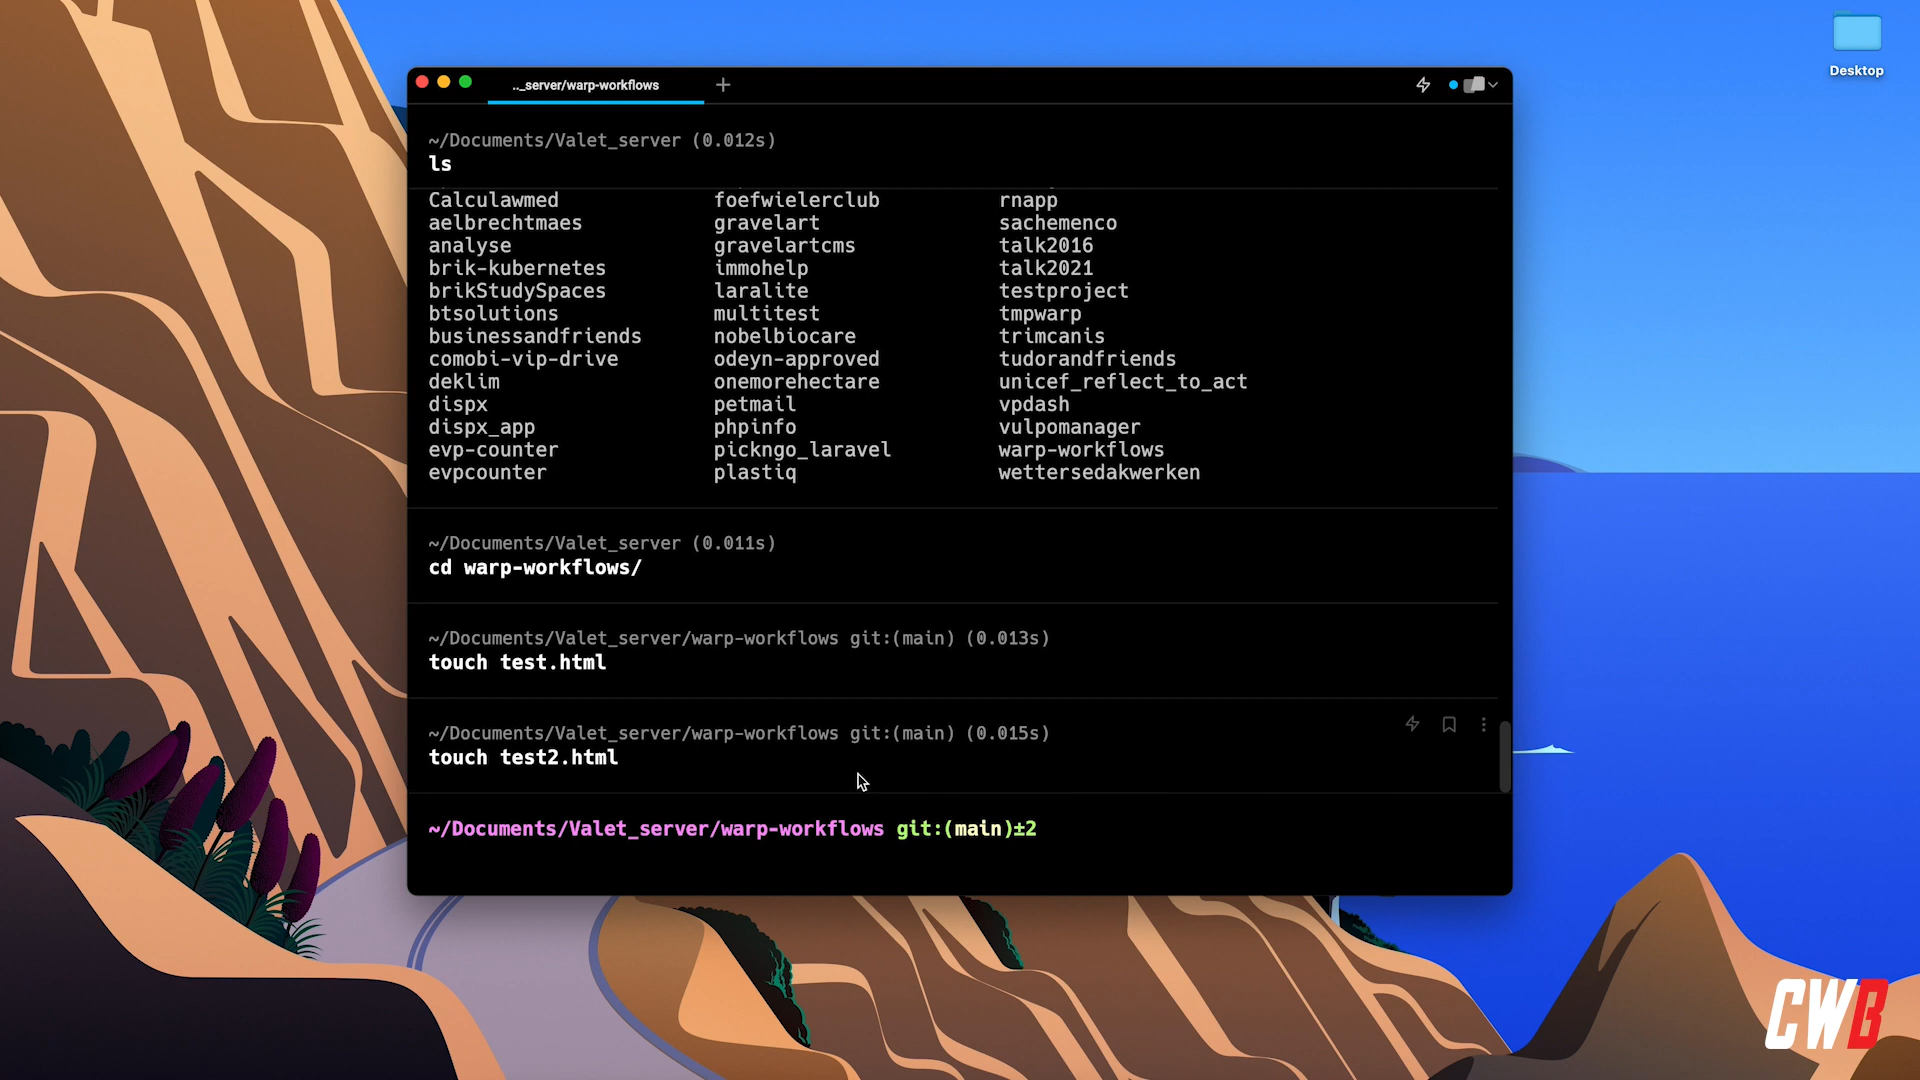 .._server/warp-workflows
Desktop
~/Documents/Valet_server (0.012s)
ls
Calculawmed foefwielerclub rnapp
aelbrechtmaes gravelart sachemenco
analyse gravelartcms talk2016
brik-kubernetes immohelp talk2021
brikStudySpaces laralite testproject
btsolutions multitest tmpwarp
businessandfriends nobelbiocare trimcanis
comobi-vip-drive odeyn-approved tudorandfriends
deklim onemorehectare unicef_reflect_to_act
dispx petmail vpdash
dispx_app phpinfo vulpomanager
evp-counter pickngo_laravel warp-workflows
evpcounter plastiq wettersedakwerken
~/Documents/Valet_server (0.011s)
cd warp-workflows/
~/Documents/Valet_server/warp-workflows git:(main) (0.013s)
touch test.html
~/Documents/Valet_server/warp-workflows git:(main) (0.015s)
touch test2.html
~/Documents/Valet_server/warp-workflows git:(main)±2
CWB